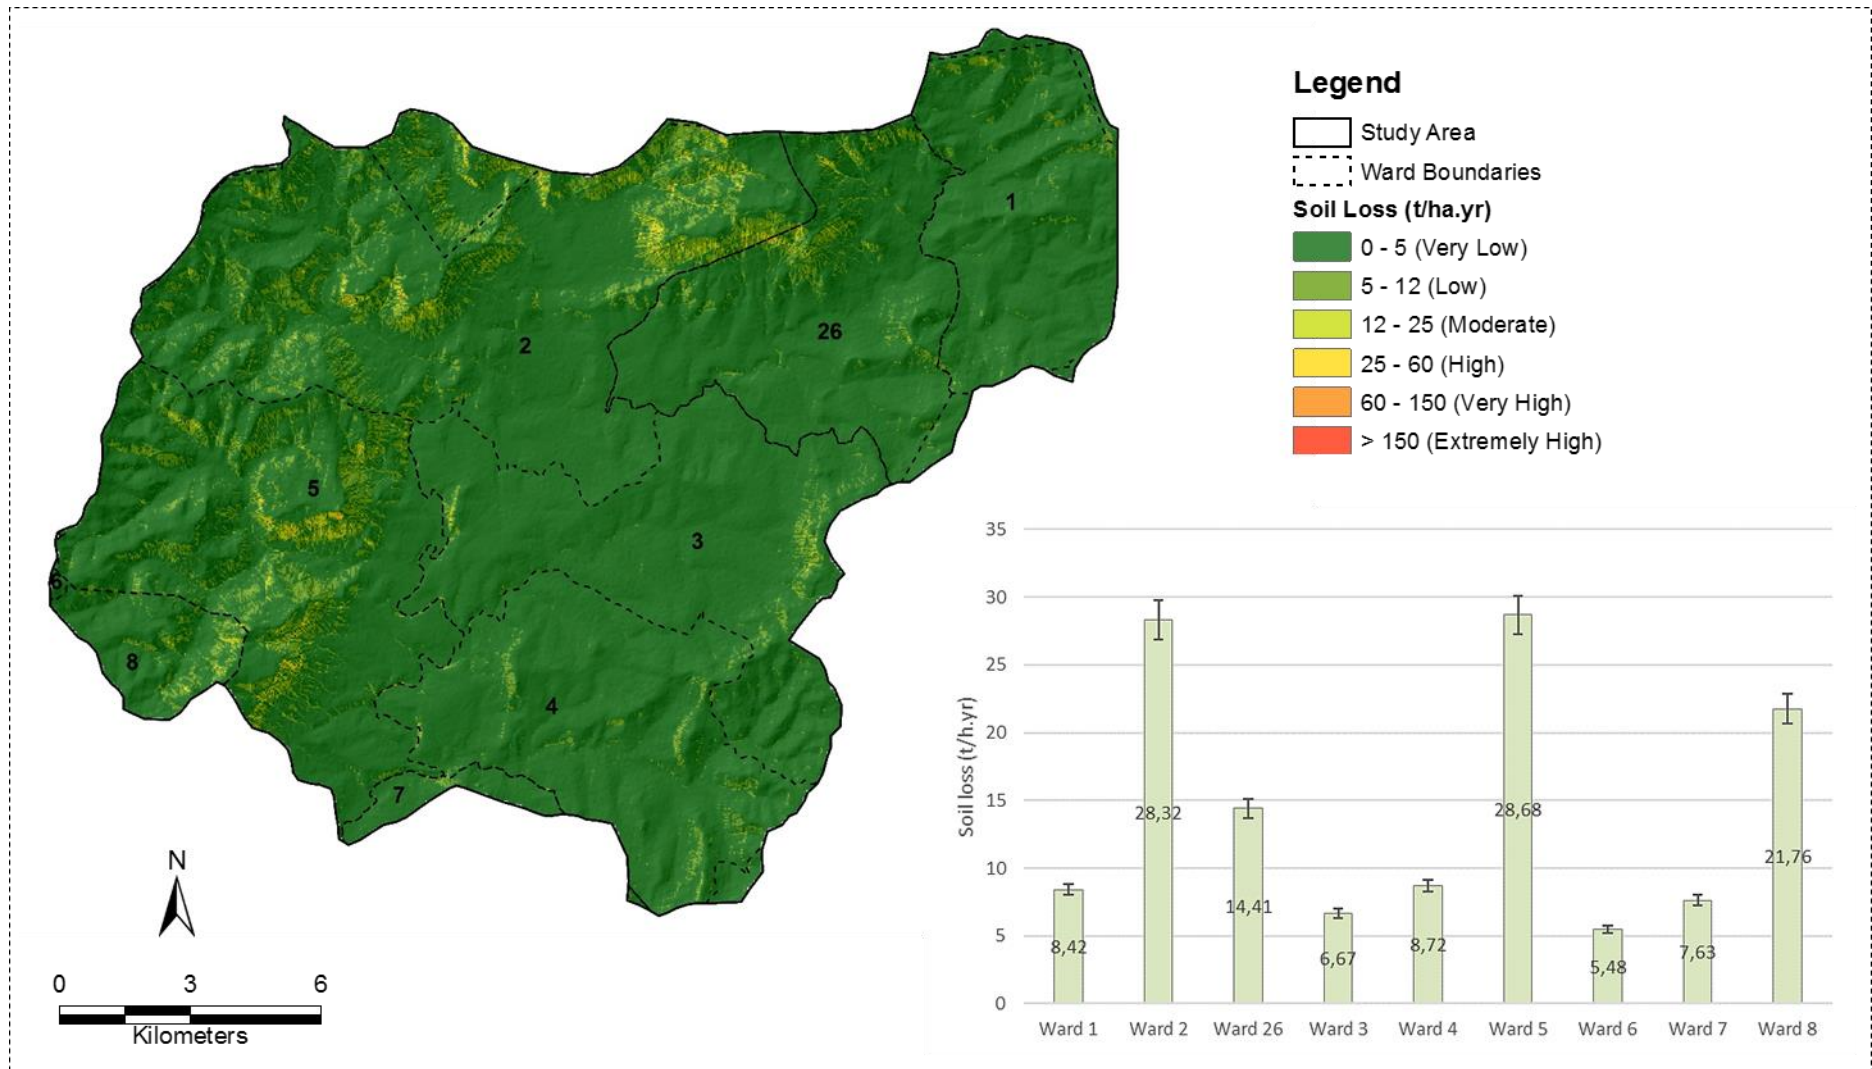 Legend
Study Area
Ward Boundaries
Soil Loss (t/ha.yr)
0 - 5 (Very Low)
5 - 12 (Low)
12 - 25 (Moderate)
25 - 60 (High)
60 - 150 (Very High)
> 150 (Extremely High)
1
2
26
5
3
6
8
4
7
N
0 3 6
Kilometers
Soil loss (t/h.yr)
35
30
25
20
15
10
5
0
8,42
28,32
14,41
6,67
8,72
28,68
5,48
7,63
21,76
Ward 1 Ward 2 Ward 26 Ward 3 Ward 4 Ward 5 Ward 6 Ward 7 Ward 8